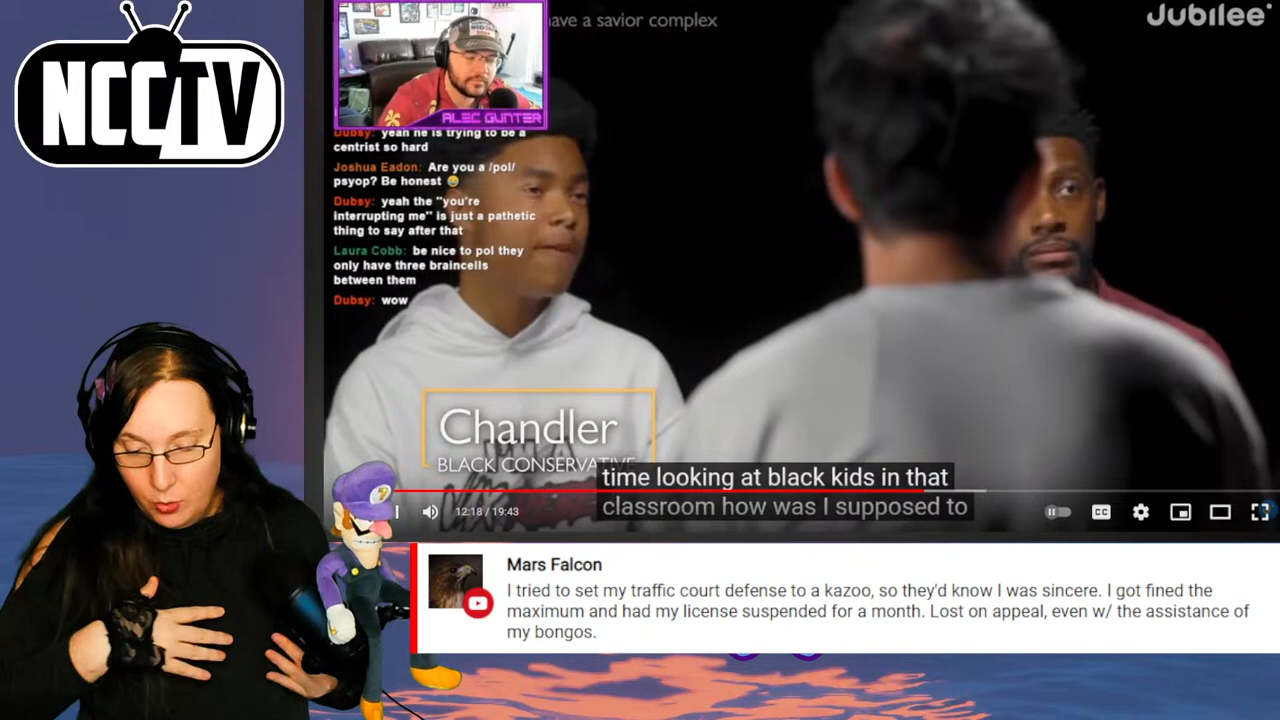 NCCTV
have a savior complex
Jubilee
ALEC GUNTER
Dubsy: yeah he is trying to be a
centrist so hard
Joshua Eadon: Are you a /pol/
psyop? Be honest 😂
Dubsy: yeah the "you're
interrupting me" is just a pathetic
thing to say after that
Laura Cobb: be nice to pol they
only have three braincells
between them
Dubsy: wow
Chandler
BLACK CONSERVATIVE
time looking at black kids in that
classroom how was I supposed to
12:18 / 19:43
CC
Mars Falcon
I tried to set my traffic court defense to a kazoo, so they'd know I was sincere. I got fined the
maximum and had my license suspended for a month. Lost on appeal, even w/ the assistance of
my bongos.